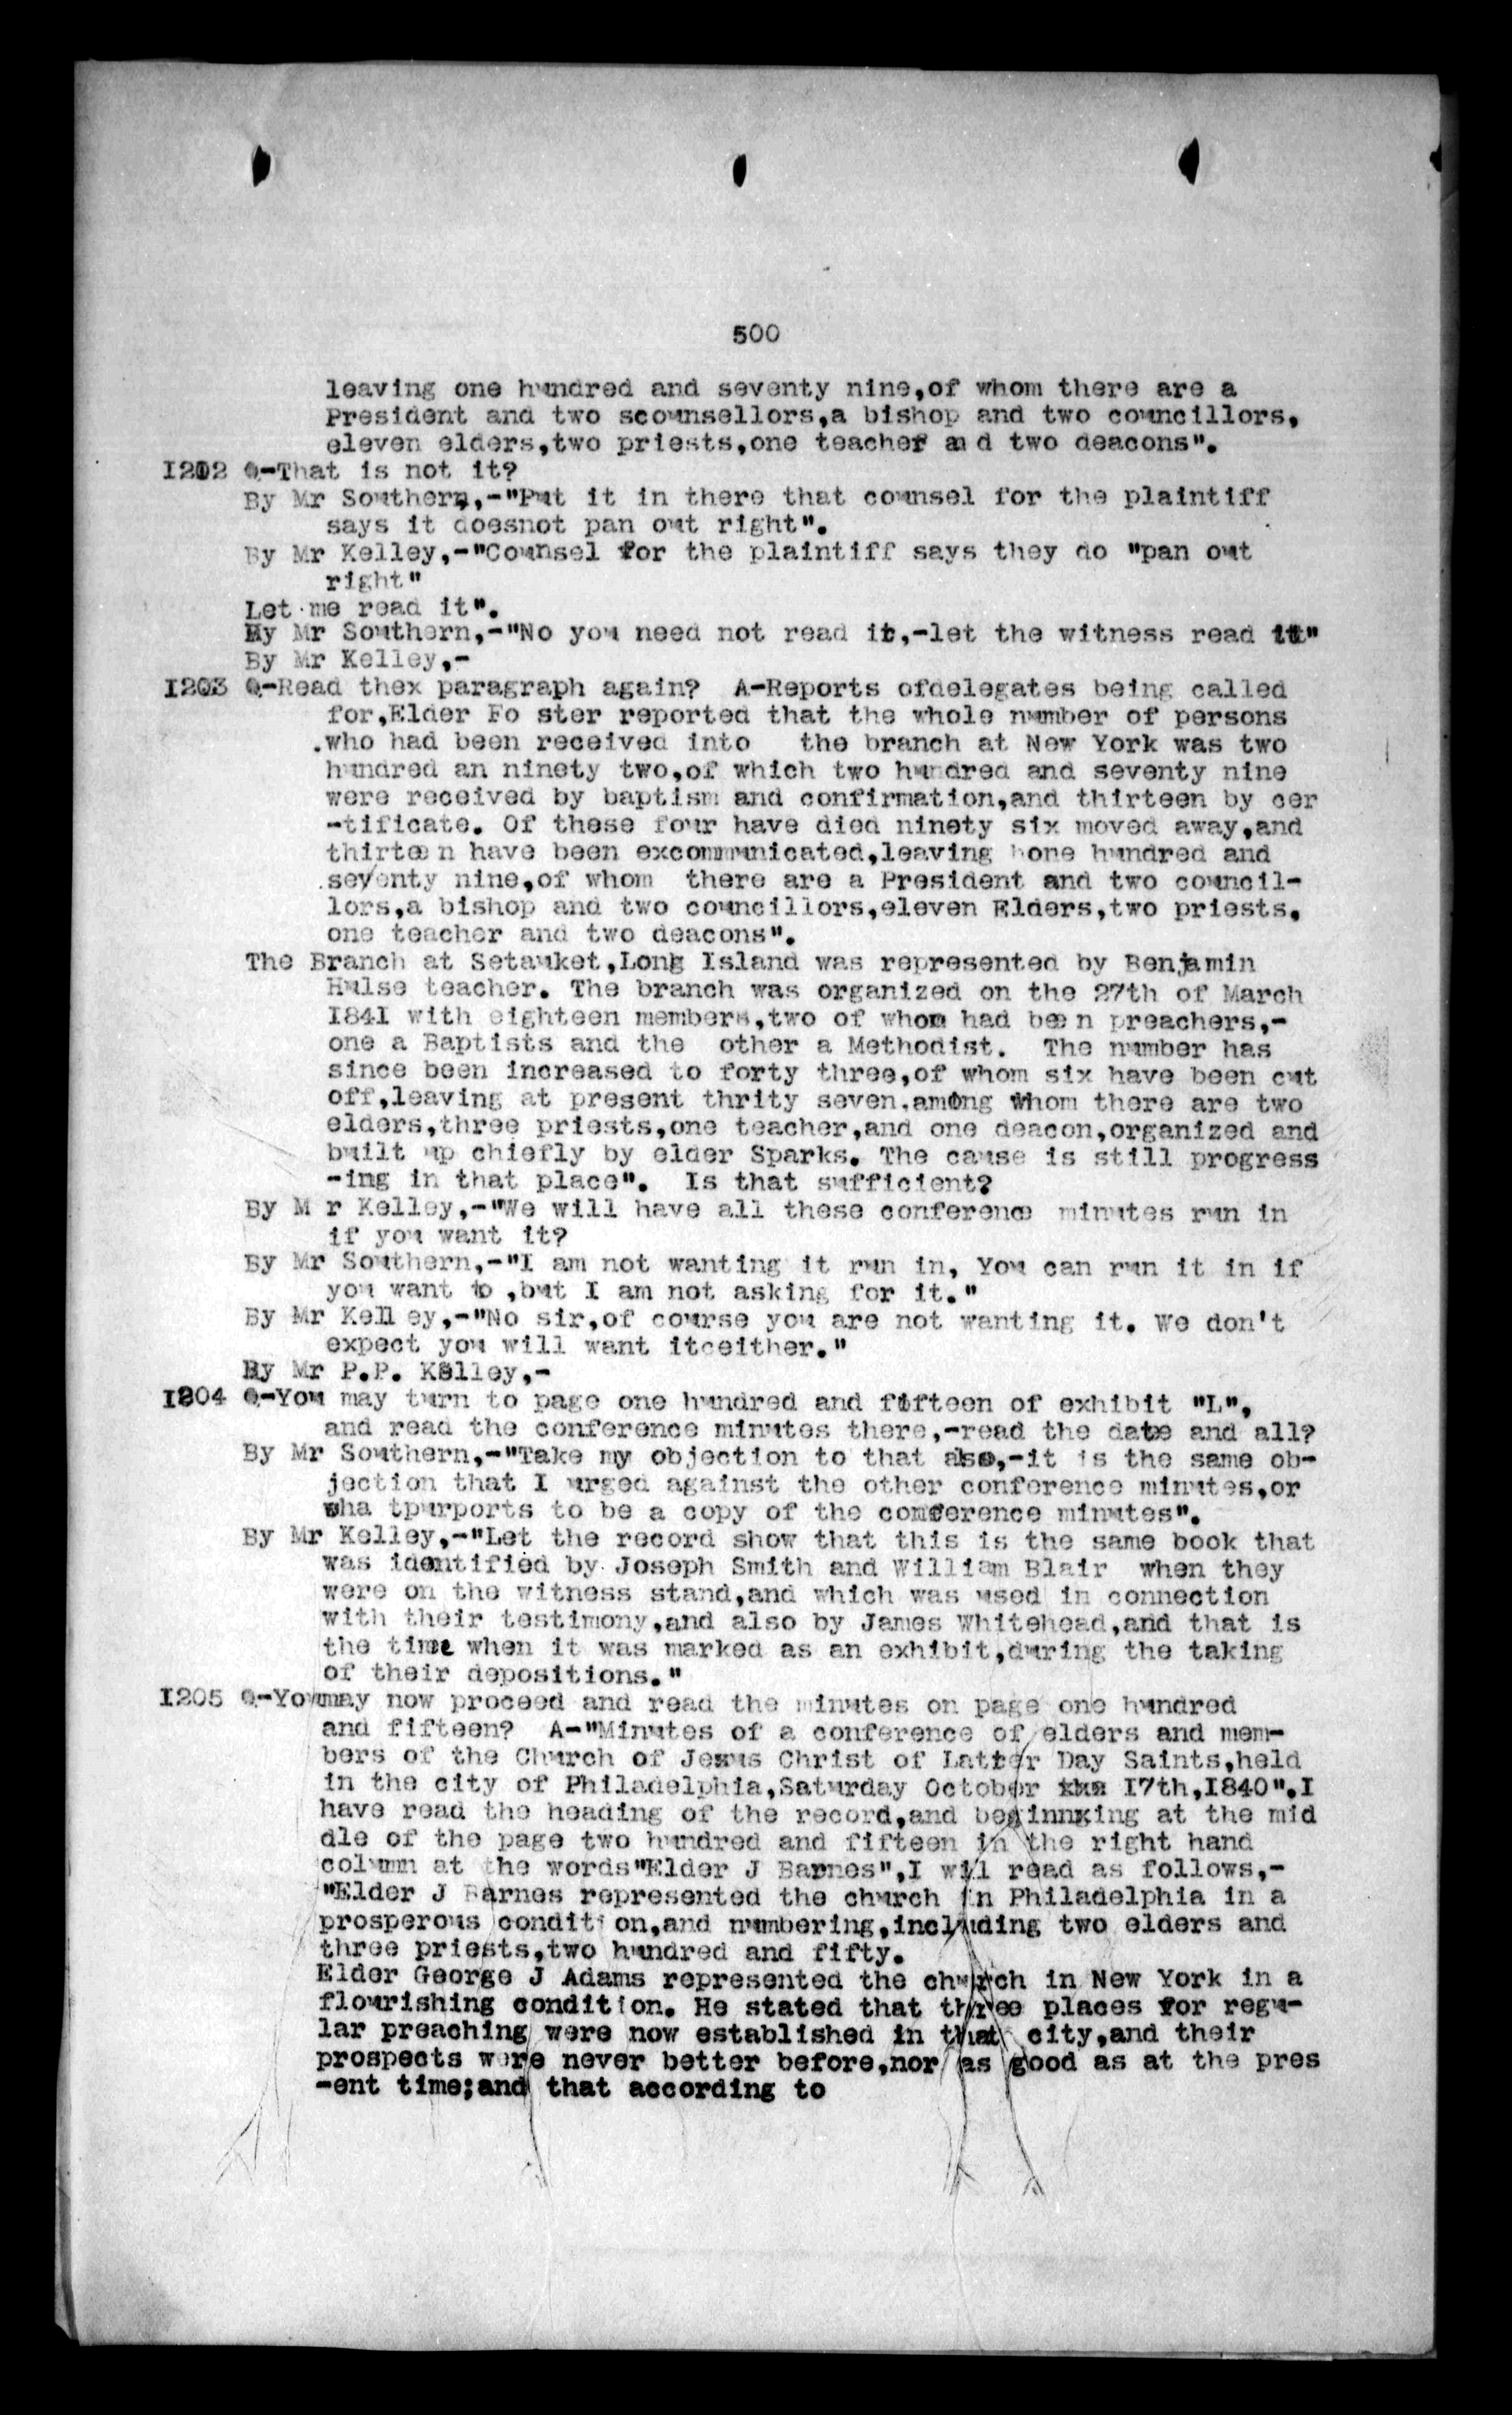 500
leaving one hundred and seventy nine,of whom there are a
President and two scounsellors,a bishop and two councillors,
eleven elders,two priests,one teacher an d two deacons".
I202 Q-That is not it?
By Mr Southern,-"Put it in there that counsel for the plaintiff
says it doesnot pan out right".
By Mr Kelley,-"Counsel for the plaintiff says they do "pan out
right"
Let me read it".
By Mr Southern,-"No you need not read it,-let the witness read it"
By Mr Kelley,-
I203 Q-Read thex paragraph again? A-Reports ofdelegates being called
for,Elder Fo ster reported that the whole number of persons
who had been received into the branch at New York was two
hundred an ninety two,of which two hundred and seventy nine
were received by baptism and confirmation,and thirteen by cer
-tificate. Of these four have died ninety six moved away,and
thirteen have been excommunicated,leaving hone hundred and
seventy nine,of whom there are a President and two council-
lors,a bishop and two councillors,eleven Elders,two priests,
one teacher and two deacons".
The Branch at Setauket,Long Island was represented by Benjamin
Hulse teacher. The branch was organized on the 27th of March
I84I with eighteen members,two of whom had been preachers,-
one a Baptists and the other a Methodist. The number has
since been increased to forty three,of whom six have been cut
off,leaving at present thrity seven.among whom there are two
elders,three priests,one teacher,and one deacon,organized and
built up chiefly by elder Sparks. The cause is still progress
-ing in that place". Is that sufficient?
By M r Kelley,-"We will have all these conference minutes run in
if you want it?
By Mr Southern,-"I am not wanting it run in, You can run it in if
you want to ,but I am not asking for it."
By Mr Kell ey,-"No sir,of course you are not wanting it. We don't
expect you will want itceither."
By Mr P.P. Kelley,-
I204 Q-You may turn to page one hundred and fifteen of exhibit "L",
and read the conference minutes there,-read the date and all?
By Mr Southern,-"Take my objection to that also,-it is the same ob-
jection that I urged against the other conference minutes,or
wha tpurports to be a copy of the conference minutes".
By Mr Kelley,-"Let the record show that this is the same book that
was identified by Joseph Smith and William Blair when they
were on the witness stand,and which was used in connection
with their testimony,and also by James Whitehead,and that is
the time when it was marked as an exhibit,during the taking
of their depositions."
I205 Q-Youmay now proceed and read the minutes on page one hundred
and fifteen? A-"Minutes of a conference of elders and mem-
bers of the Church of Jesus Christ of Latter Day Saints,held
in the city of Philadelphia,Saturday October the I7th,I840".I
have read the heading of the record,and beginnxing at the mid
dle of the page two hundred and fifteen in the right hand
column at the words"Elder J Barnes",I will read as follows,-
"Elder J Barnes represented the church in Philadelphia in a
prosperous condition,and numbering,including two elders and
three priests,two hundred and fifty.
Elder George J Adams represented the church in New York in a
flourishing condition. He stated that three places for regu-
lar preaching were now established in that city,and their
prospects were never better before,nor as good as at the pres
-ent time;and that according to